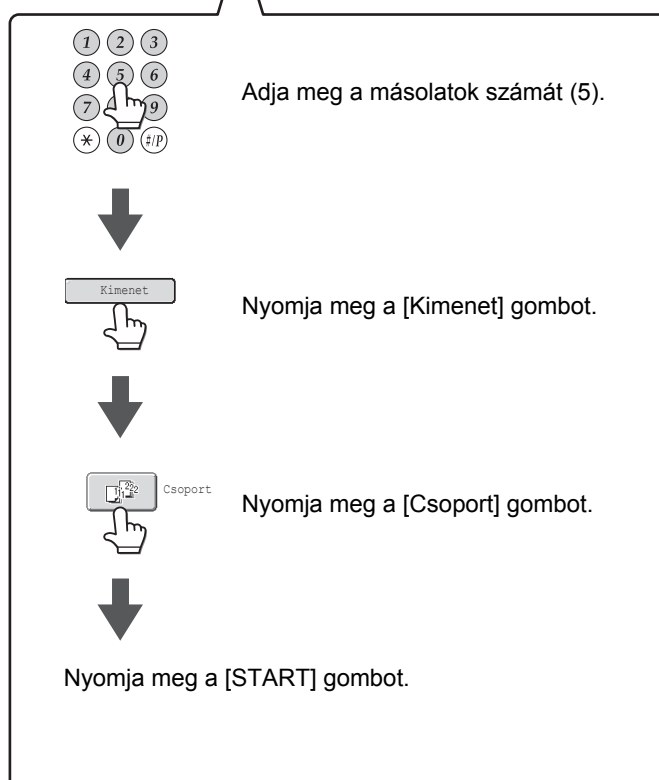 1 2 3
4 5 6
7 9
* 0 #/P
Adja meg a másolatok számát (5).
Kimenet
Nyomja meg a [Kimenet] gombot.
Csoport
Nyomja meg a [Csoport] gombot.
Nyomja meg a [START] gombot.